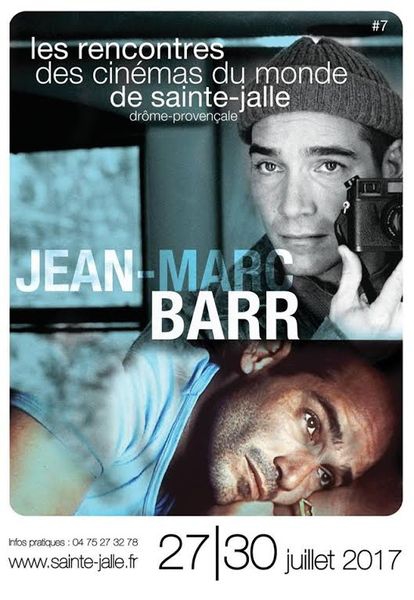 #7
les rencontres
des cinémas du monde
de sainte-jalle
drôme-provençale
JEAN-MARC
BARR
Infos pratiques : 04 75 27 32 78
www.sainte-jalle.fr
27|30 juillet 2017